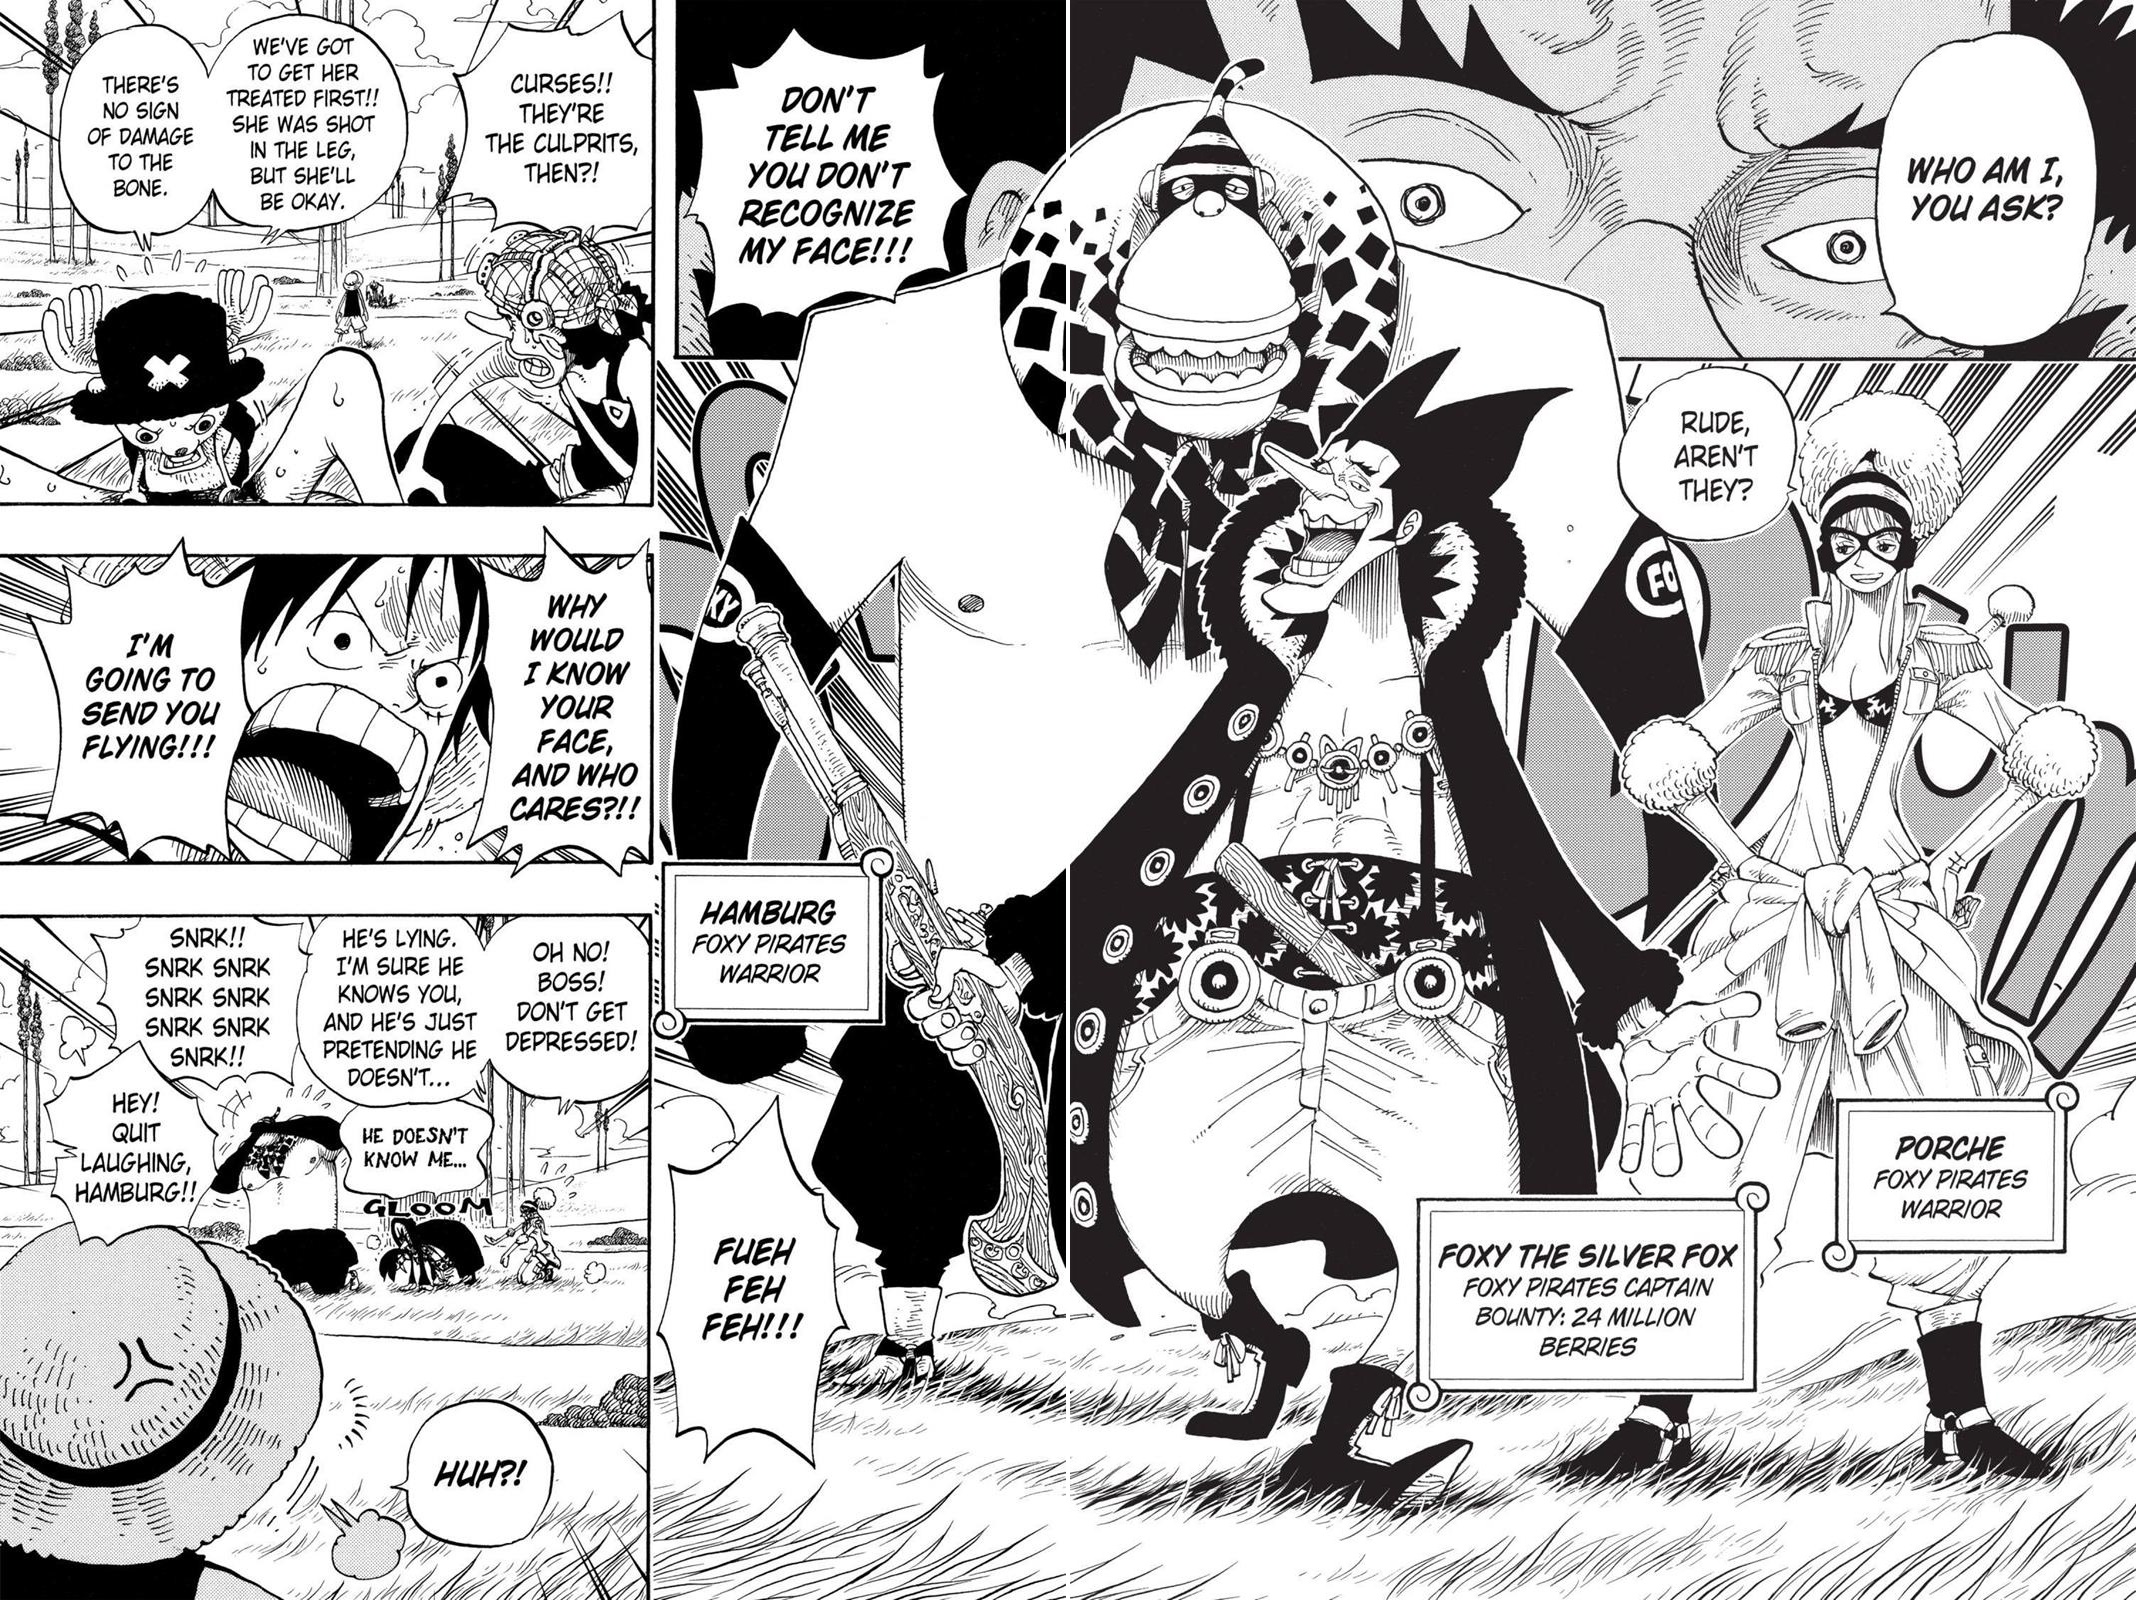 WHO AM I,
YOU ASK?
DON'T
TELL ME
YOU DON'T
RECOGNIZE
MY FACE!!!
RUDE,
AREN'T
THEY?
FO
XY
PORCHE
FOXY PIRATES
WARRIOR
FOXY THE SILVER FOX
FOXY PIRATES CAPTAIN
BOUNTY: 24 MILLION
BERRIES
HAMBURG
FOXY PIRATES
WARRIOR
FUEH
FEH
FEH!!!
CURSES!!
THEY'RE
THE CULPRITS,
THEN?!
WE'VE GOT
TO GET HER
TREATED FIRST!!
SHE WAS SHOT
IN THE LEG,
BUT SHE'LL
BE OKAY.
THERE'S
NO SIGN
OF DAMAGE
TO THE
BONE.
WHY
WOULD
I KNOW
YOUR
FACE,
AND WHO
CARES?!!
I'M
GOING TO
SEND YOU
FLYING!!!
OH NO!
BOSS!
DON'T GET
DEPRESSED!
HE'S LYING.
I'M SURE HE
KNOWS YOU,
AND HE'S JUST
PRETENDING HE
DOESN'T...
HE DOESN'T
KNOW ME...
GLOOM
SNRK!!
SNRK SNRK
SNRK SNRK
SNRK SNRK
SNRK!!
HEY!
QUIT
LAUGHING,
HAMBURG!!
HUH?!